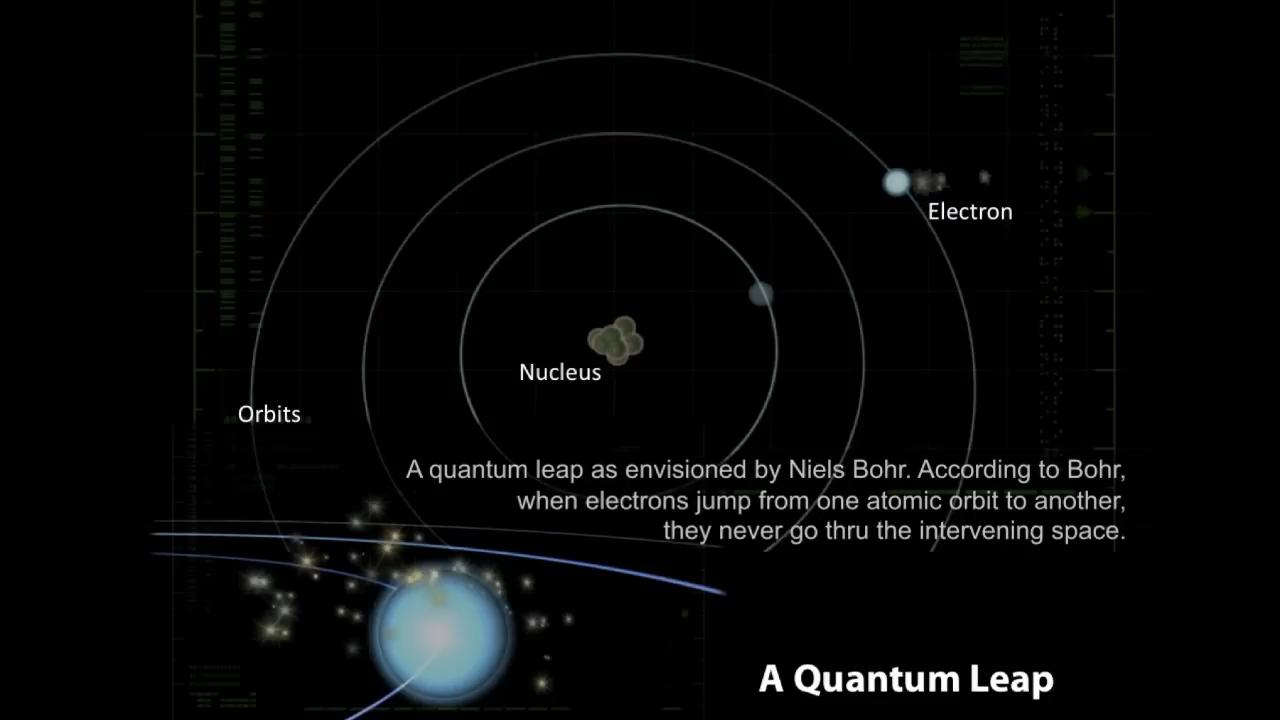 Electron
Nucleus
Orbits
A quantum leap as envisioned by Niels Bohr. According to Bohr,
when electrons jump from one atomic orbit to another,
they never go thru the intervening space.
A Quantum Leap